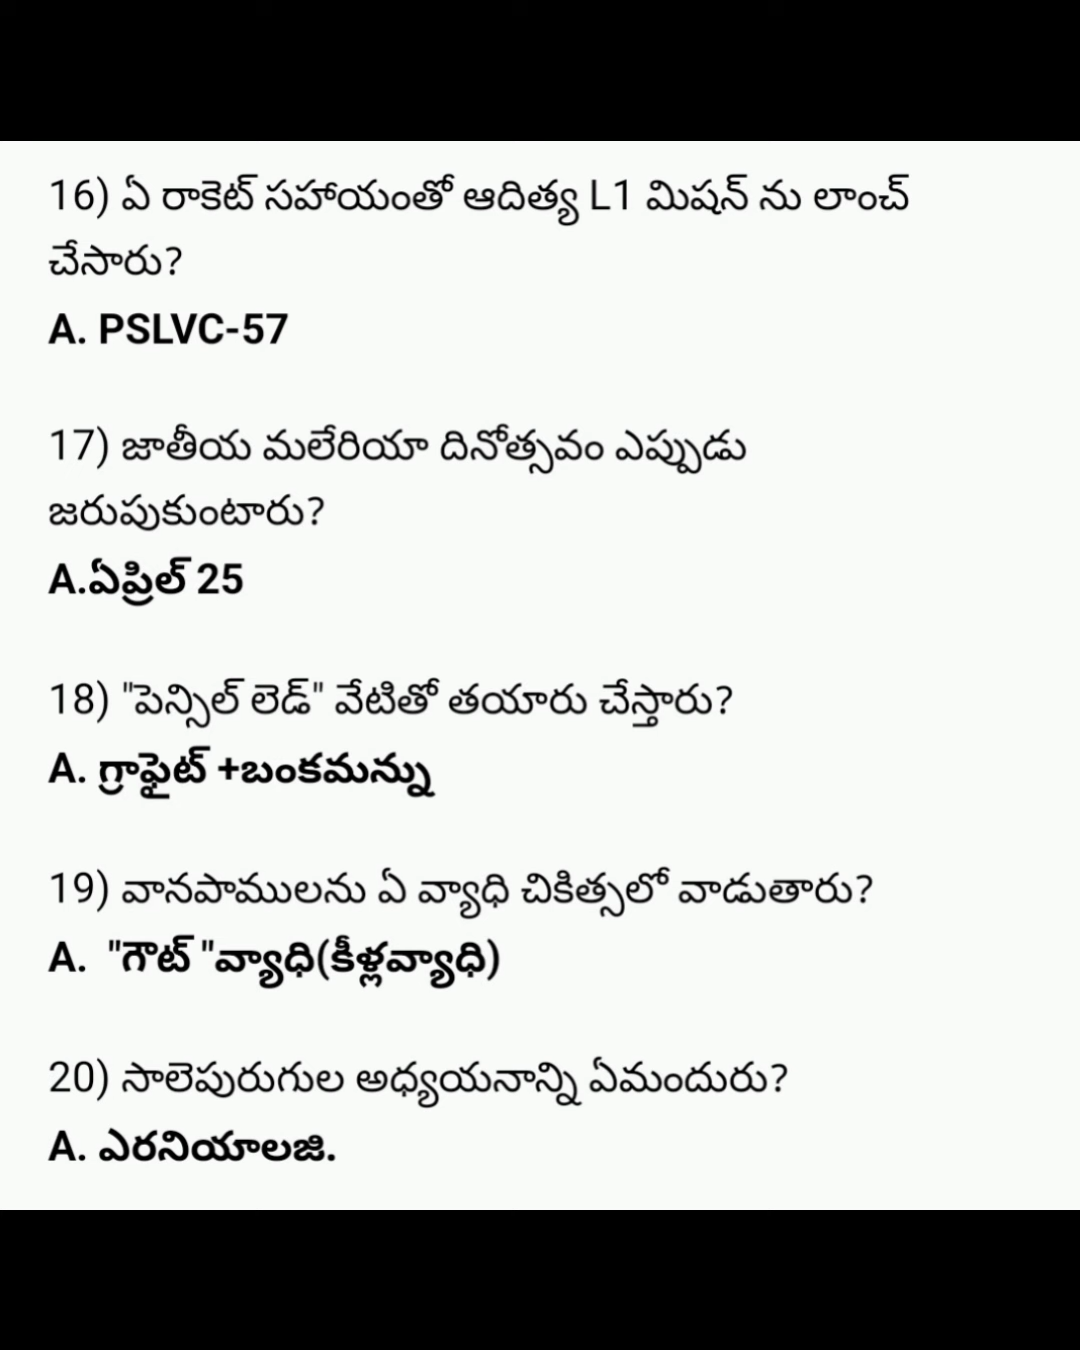 16) ఏ రాకెట్ సహాయంతో ఆదిత్య L1 మిషన్ ను లాంచ్
చేసారు?
A. PSLVC-57
17) జాతీయ మలేరియా దినోత్సవం ఎప్పుడు
జరుపుకుంటారు?
A.ఏప్రిల్ 25
18) "పెన్సిల్ లెడ్" వేటితో తయారు చేస్తారు?
A. గ్రాఫైట్ +బంకమన్ను
19) వానపాములను ఏ వ్యాధి చికిత్సలో వాడుతారు?
A. "గౌట్ "వ్యాధి(కీళ్లవ్యాధి)
20) సాలెపురుగుల అధ్యయనాన్ని ఏమందురు?
A. ఎరనియాలజి.